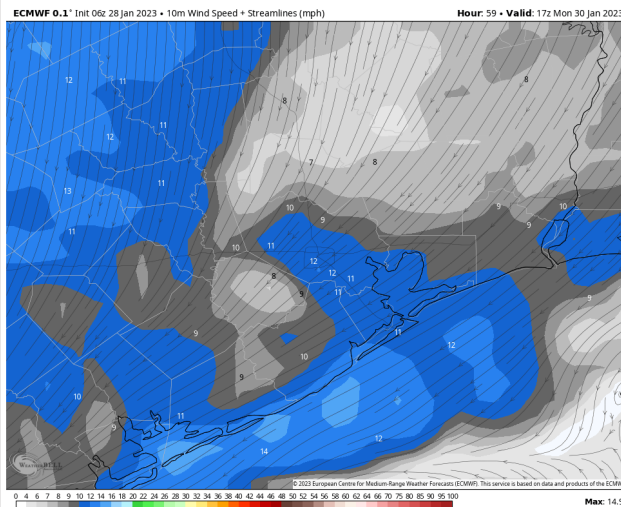 ECMWF 0.1° Init 06z 28 Jan 2023 • 10m Wind Speed + Streamlines (mph) Hour: 59 • Valid: 17z Mon 30 Jan 2023
8
12 11 8
11
12
7 8
11
13
10 9 9 10
9
11
10 11
12
8 12 11
9 11 9
9 11
12
10
9
10
11
9
12
14
WeatherBELL
© 2023 European Centre for Medium-Range Weather Forecasts (ECMWF). This service is based on data and products of the ECMW
0 4 6 7 8 9 10 12 14 16 18 20 22 24 26 28 30 32 34 36 38 40 42 44 46 48 50 52 54 56 58 60 62 64 66 68 70 75 80 85 90 95 100
Max: 14.9